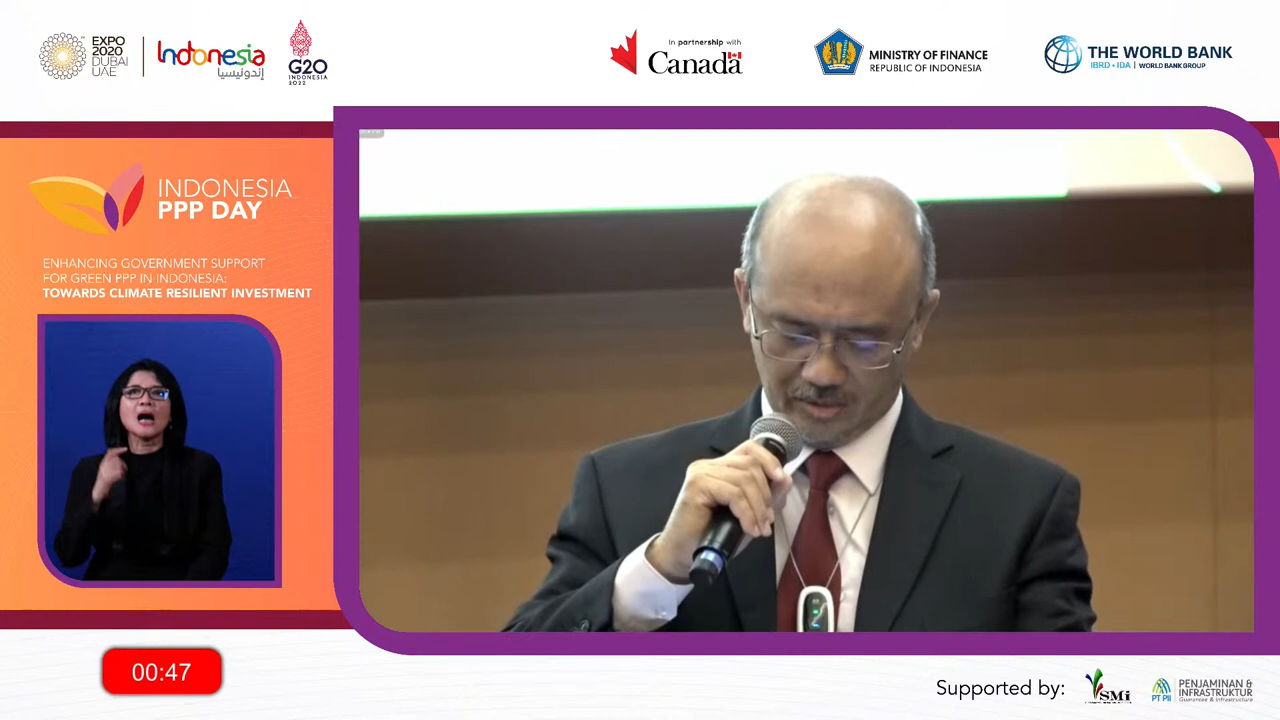 EXPO
2020
DUBAI
UAE
Indonesia
إندونيسيا
G20
INDONESIA
2022
In partnership with
Canada
MINISTRY OF FINANCE
REPUBLIC OF INDONESIA
THE WORLD BANK
IBRD • IDA | WORLD BANK GROUP
INDONESIA
PPP DAY
ENHANCING GOVERNMENT SUPPORT
FOR GREEN PPP IN INDONESIA:
TOWARDS CLIMATE RESILIENT INVESTMENT
00:47
Supported by:
SMi
PT PII
PENJAMINAN &
INFRASTRUKTUR
Guarantee & Infrastructure